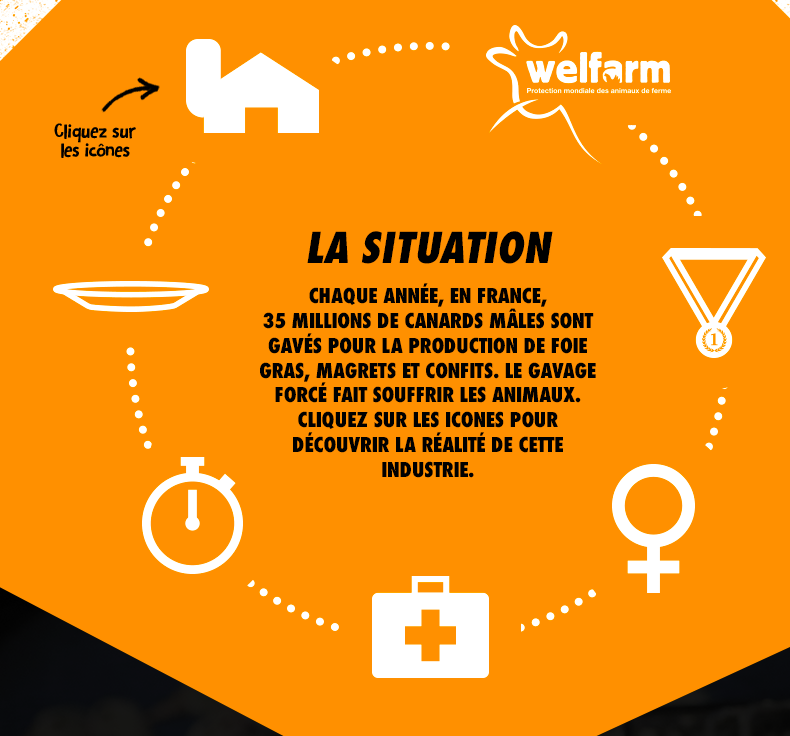 welfarm
Protection mondiale des animaux de ferme
Cliquez sur
les icônes
LA SITUATION
CHAQUE ANNÉE, EN FRANCE,
35 MILLIONS DE CANARDS MÂLES SONT
GAVÉS POUR LA PRODUCTION DE FOIE
GRAS, MAGRETS ET CONFITS. LE GAVAGE
FORCÉ FAIT SOUFFRIR LES ANIMAUX.
CLIQUEZ SUR LES ICONES POUR
DÉCOUVRIR LA RÉALITÉ DE CETTE
INDUSTRIE.
1